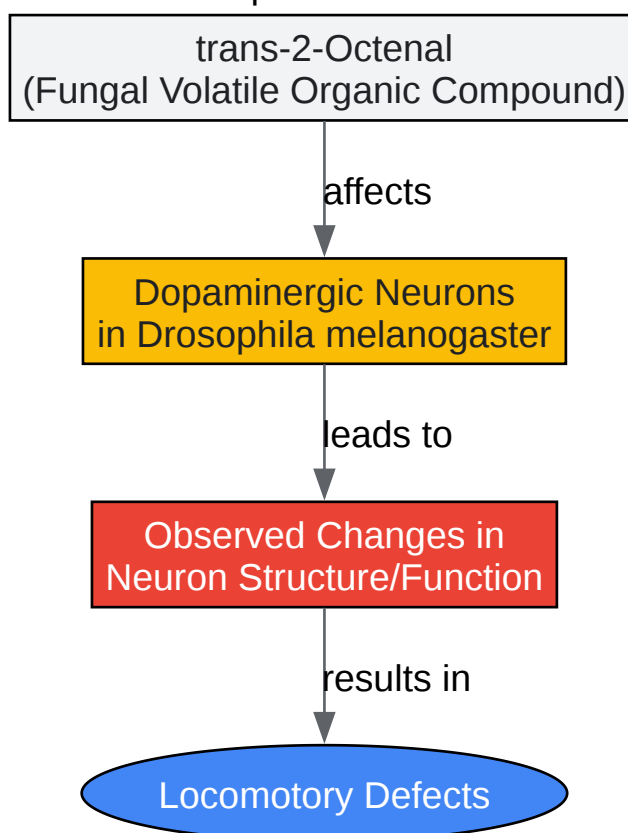 trans-2-Octenal
(Fungal Volatile Organic Compound)
affects
Dopaminergic Neurons
in Drosophila melanogaster
leads to
Observed Changes in
Neuron Structure/Function
results in
Locomotory Defects